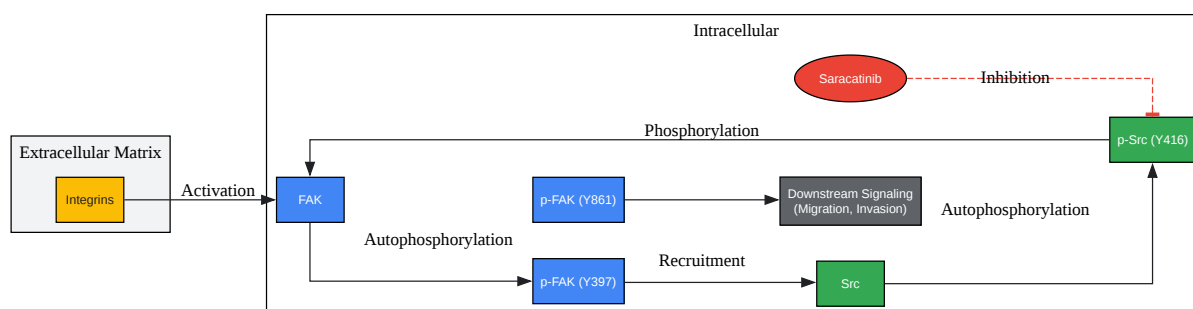 Intracellular
Saracatinib
Inhibition
Phosphorylation
p-Src (Y416)
Extracellular Matrix
Integrins
Activation
FAK
p-FAK (Y861)
Downstream Signaling
(Migration, Invasion)
Autophosphorylation
Autophosphorylation
p-FAK (Y397)
Recruitment
Src